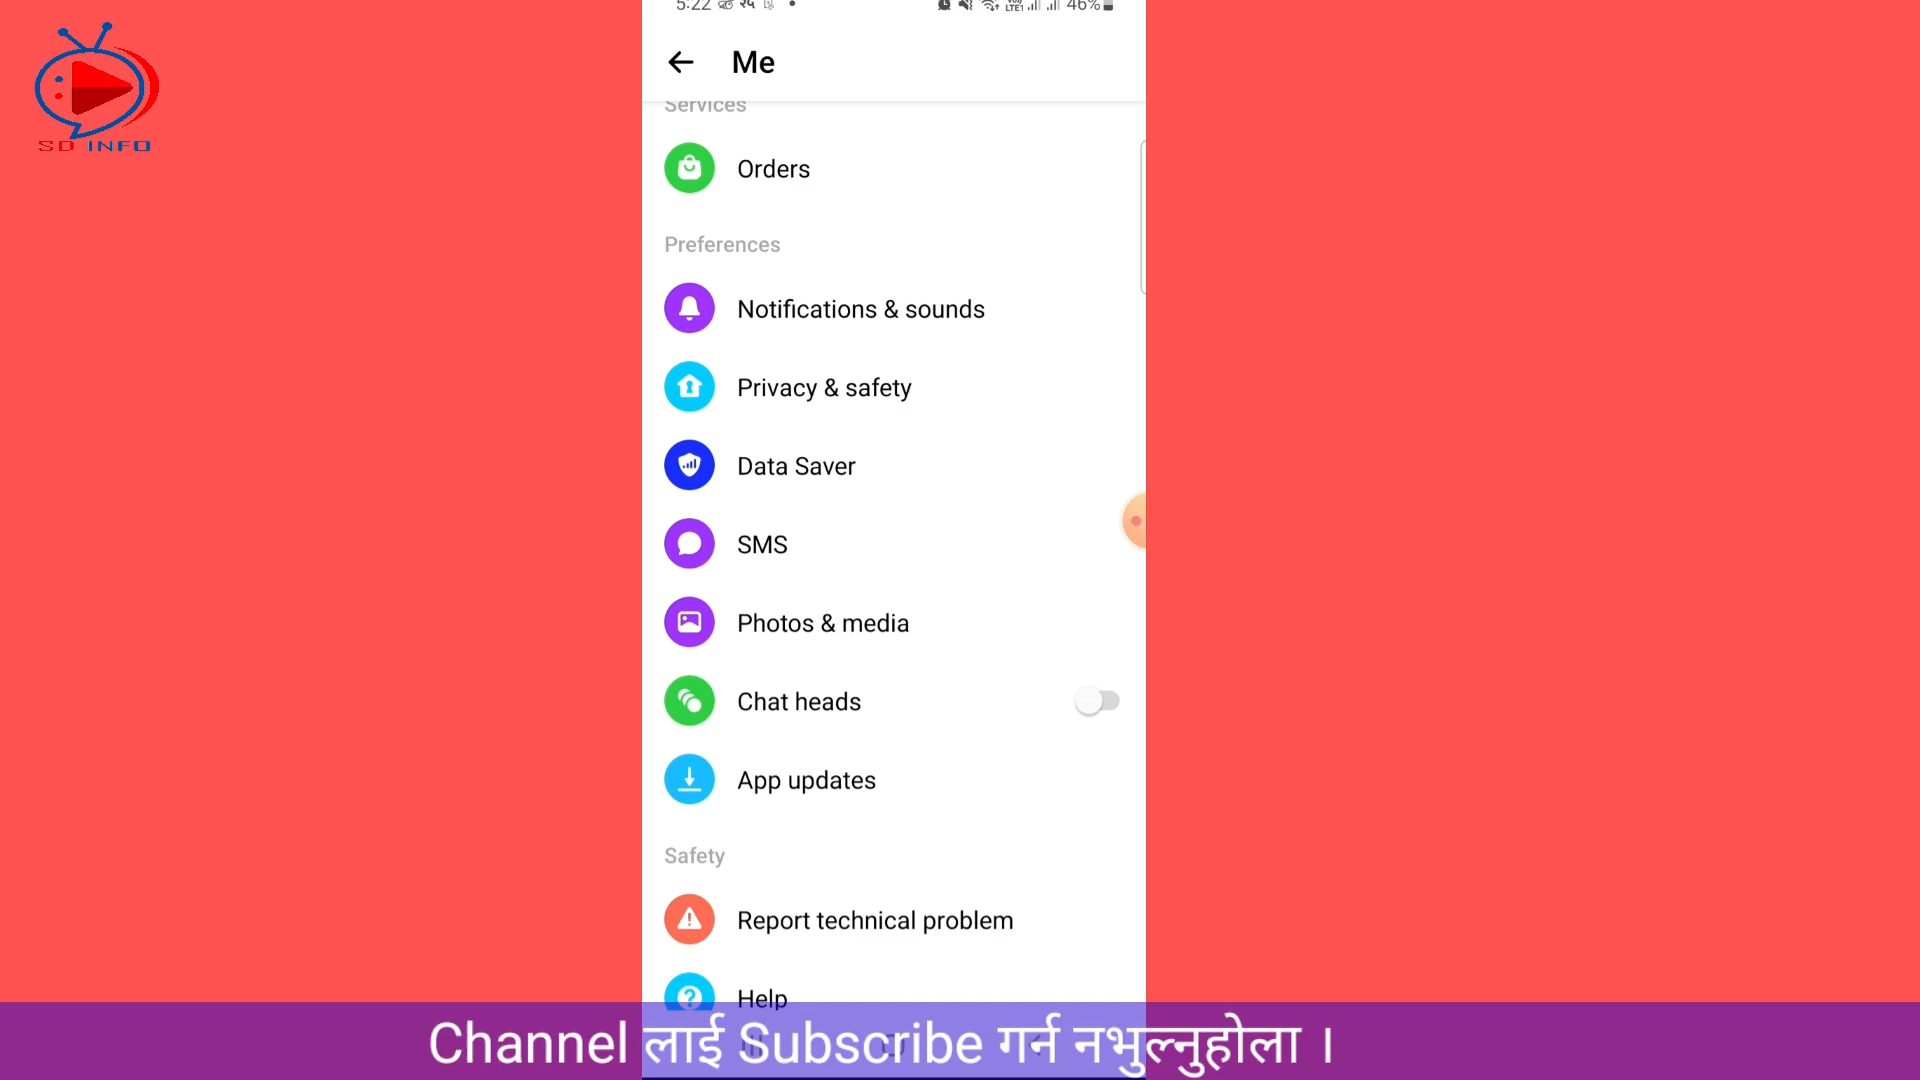 5:22 २५ 46%
Me
SD INFO
Services
Orders
Preferences
Notifications & sounds
Privacy & safety
Data Saver
SMS
Photos & media
Chat heads
App updates
Safety
Report technical problem
Help
Channel लाई Subscribe गर्न नभुल्नुहोला ।